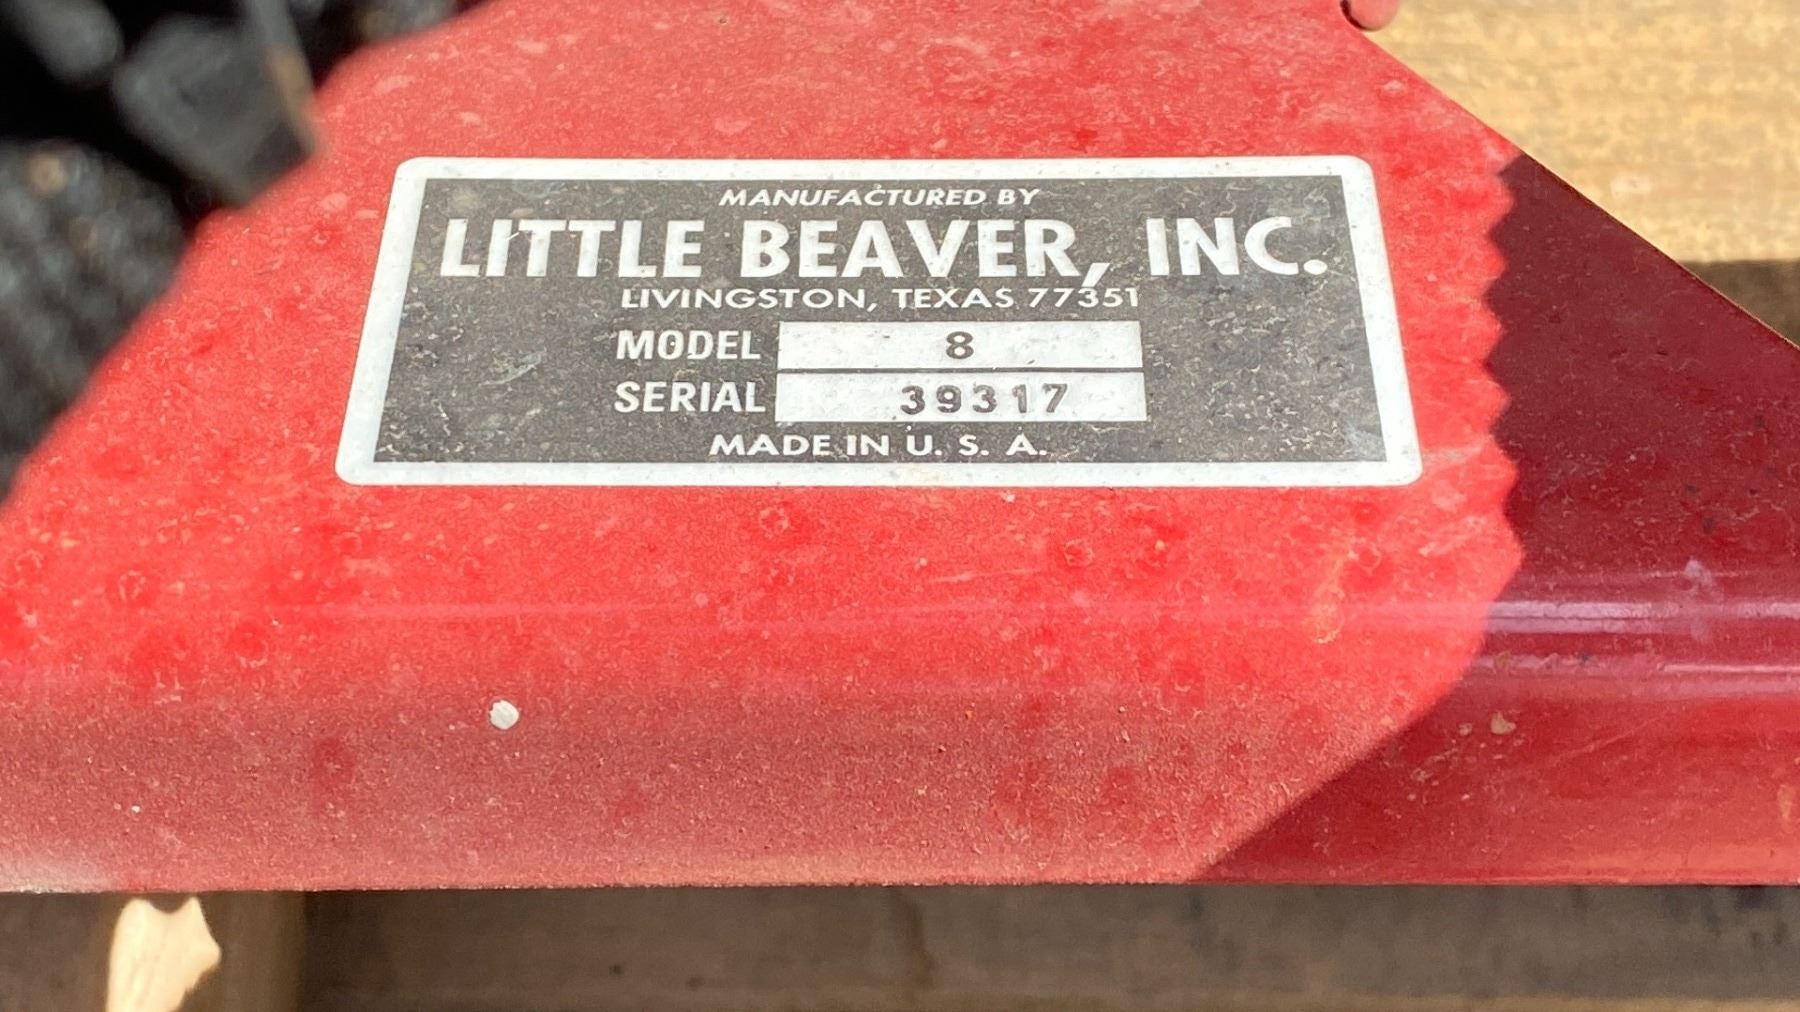 MANUFACTURED BY
LITTLE BEAVER, INC.
LIVINGSTON, TEXAS 77351
MODEL 8
SERIAL 39317
MADE IN U. S. A.